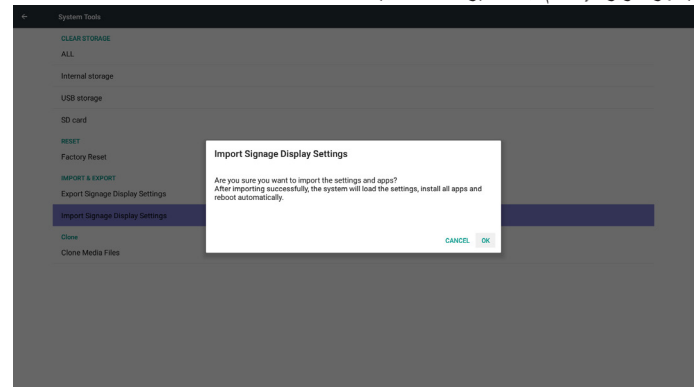 ← System Tools
CLEAR STORAGE
ALL
Internal storage
USB storage
SD card
RESET
Factory Reset
IMPORT & EXPORT
Export Signage Display Settings
Import Signage Display Settings
Clone
Clone Media Files
Import Signage Display Settings
Are you sure you want to import the settings and apps?
After importing successfully, the system will load the settings, install all apps and
reboot automatically.
CANCEL OK